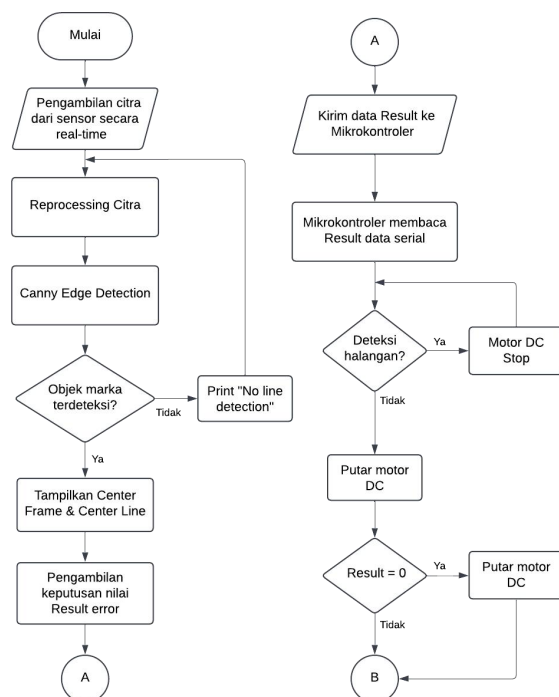 Mulai
Pengambilan citra
dari sensor secara
real-time
Reprocessing Citra
Canny Edge Detection
Objek marka
terdeteksi?
Tidak
Print "No line
detection"
Ya
Tampilkan Center
Frame & Center Line
Pengambilan
keputusan nilai
Result error
A
A
Kirim data Result ke
Mikrokontroler
Mikrokontroler membaca
Result data serial
Deteksi
halangan?
Ya
Motor DC
Stop
Tidak
Putar motor
DC
Result = 0
Ya
Putar motor
DC
Tidak
B